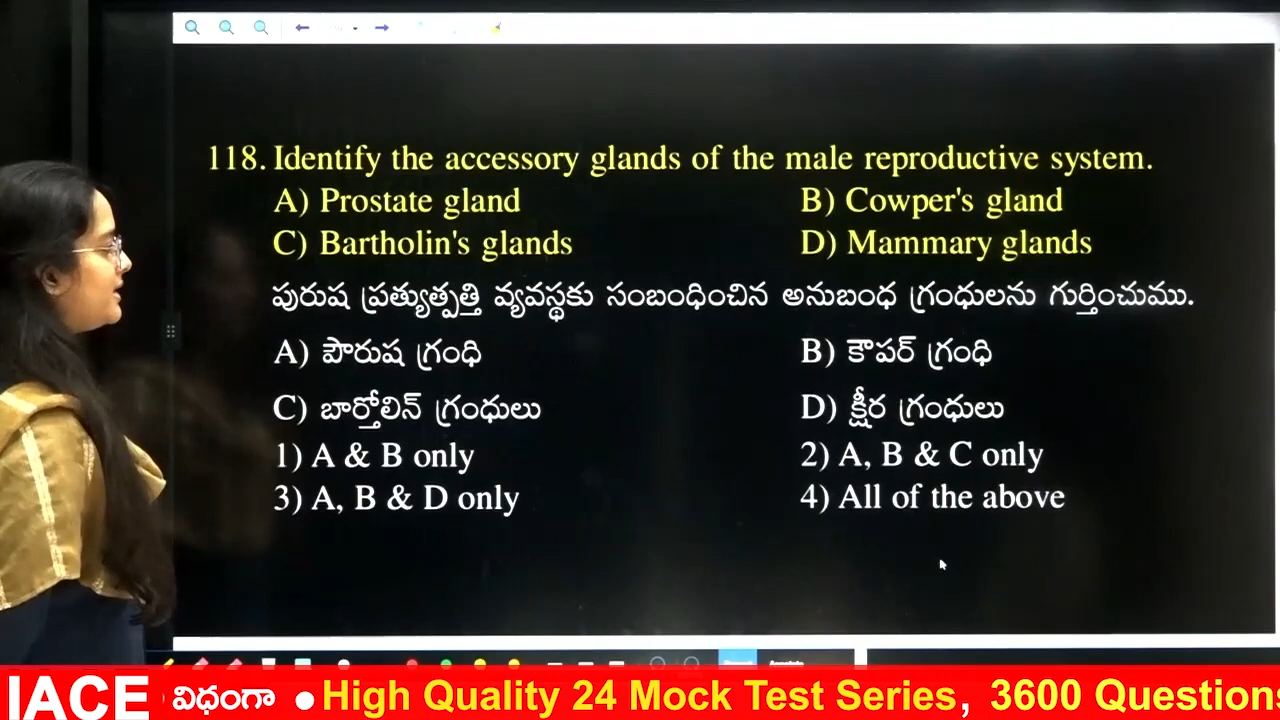 118. Identify the accessory glands of the male reproductive system.
A) Prostate gland B) Cowper's gland
C) Bartholin's glands D) Mammary glands
పురుష ప్రత్యుత్పత్తి వ్యవస్థకు సంబంధించిన అనుబంధ గ్రంధులను గుర్తించుము.
A) పౌరుష గ్రంధి B) కౌపర్ గ్రంధి
C) బార్తోలిన్ గ్రంధులు D) క్షీర గ్రంధులు
1) A & B only 2) A, B & C only
3) A, B & D only 4) All of the above
IACE విధంగా ●High Quality 24 Mock Test Series, 3600 Questions